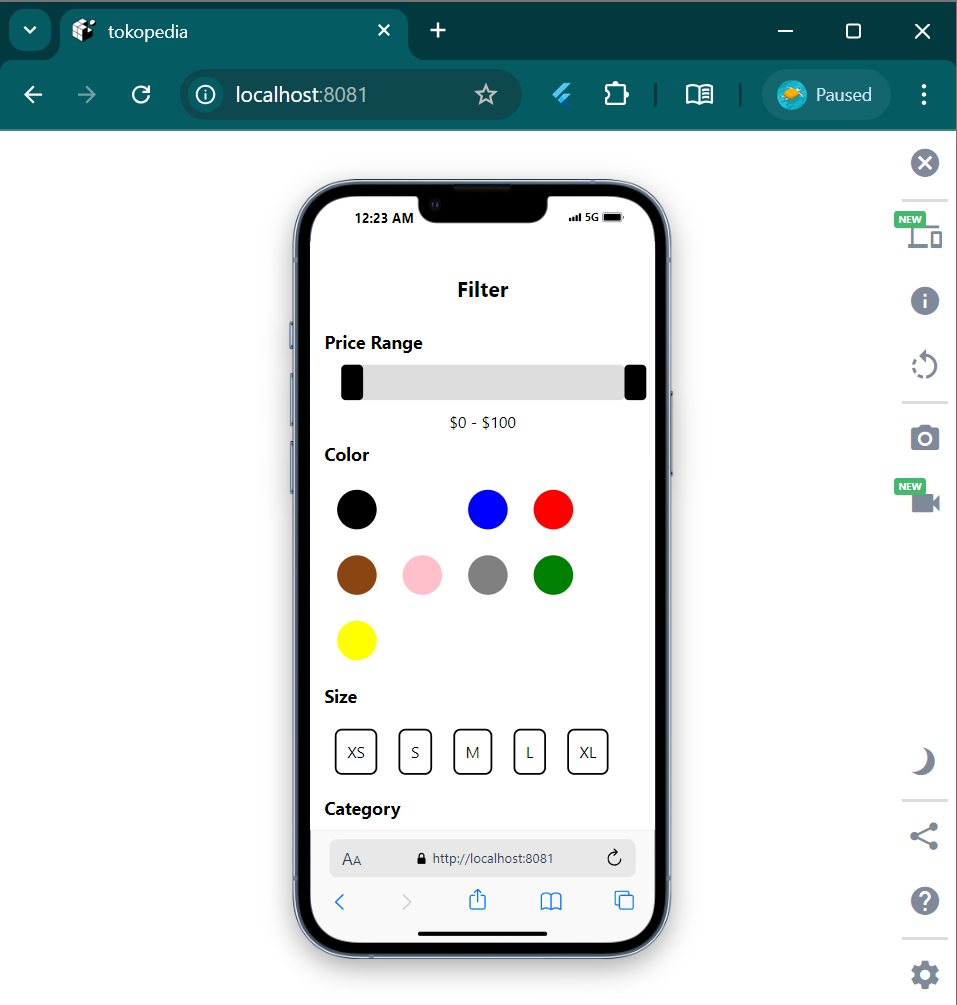 tokopedia
localhost:8081
Paused
NEW
12:23 AM
5G
Filter
Price Range
$0 - $100
Color
NEW
Size
XS S M L XL
Category
AA http://localhost:8081